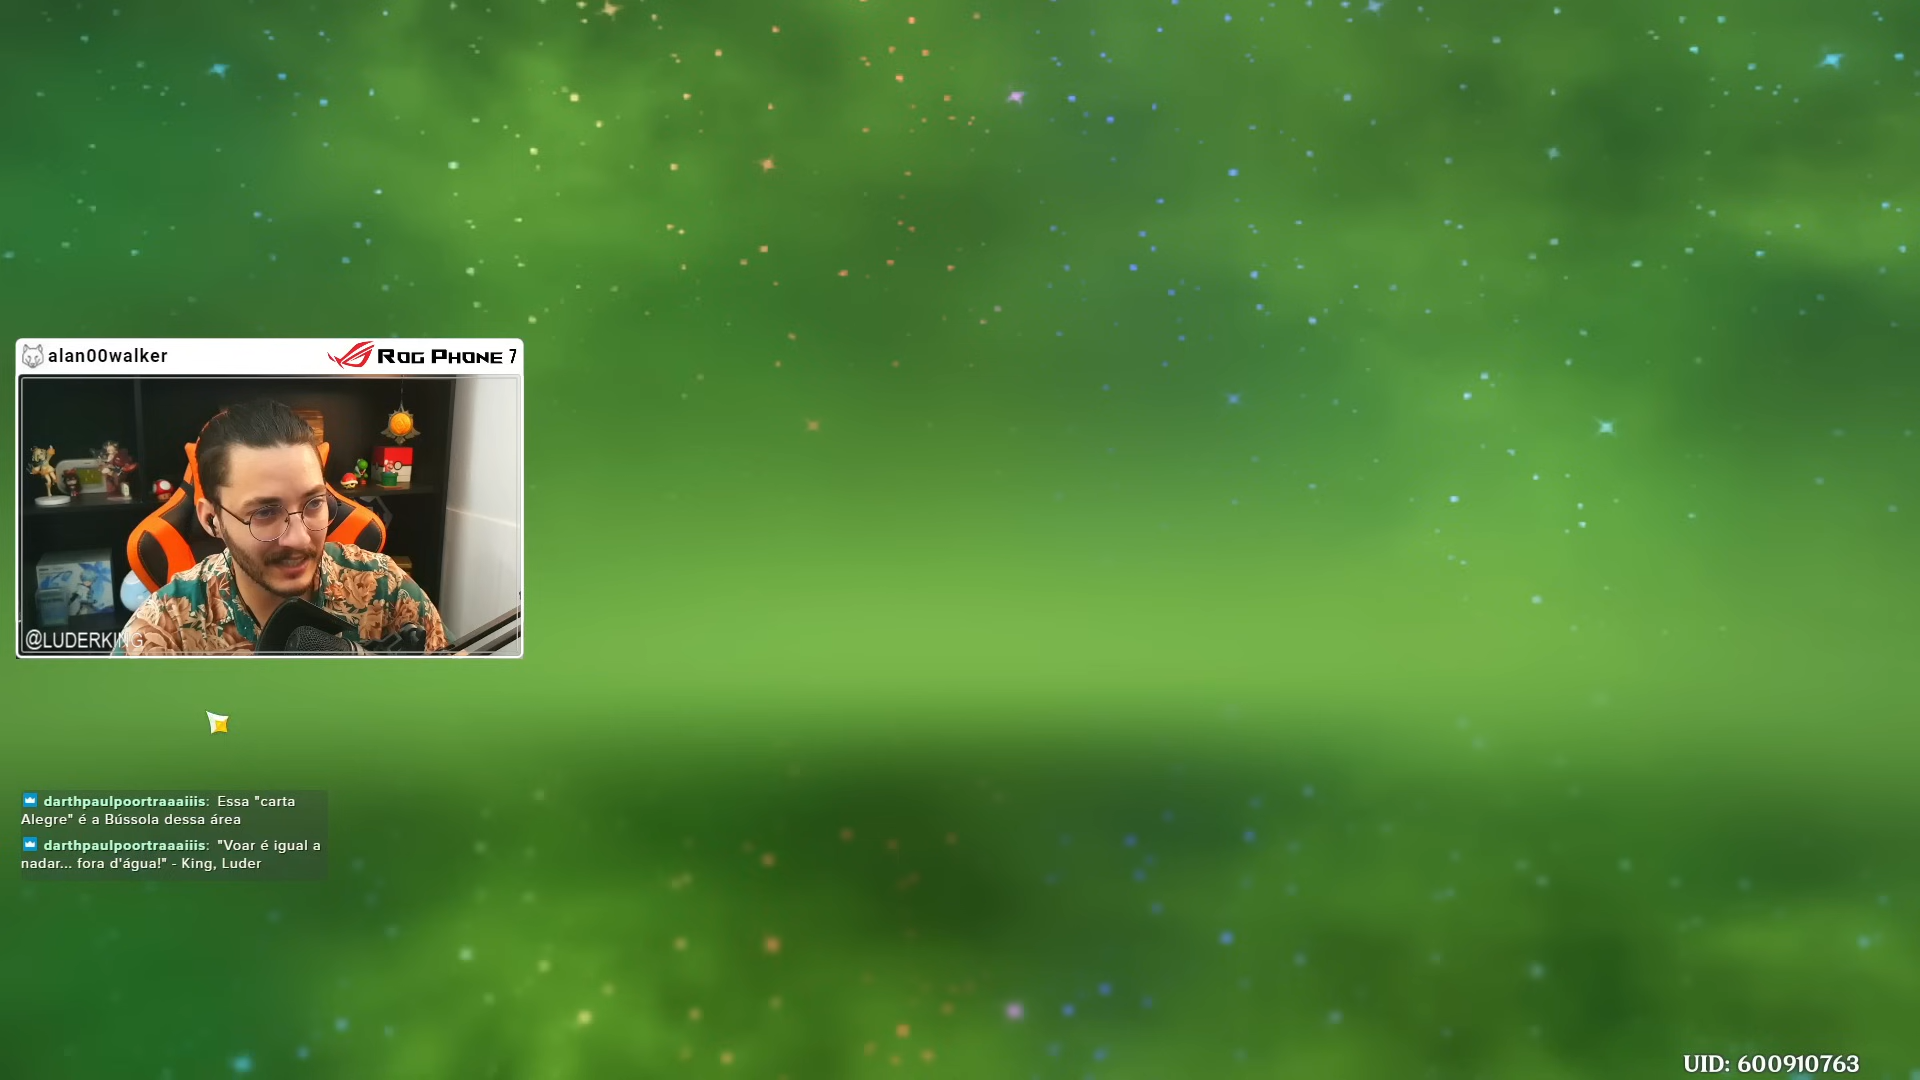 alan00walker
ROG PHONE 7
@LUDERKING
darthpaulpoortraaaiiis: Essa "carta
Alegre" é a Bússola dessa área
darthpaulpoortraaaiiis: "Voar é igual a
nadar... fora d'água!" - King, Luder
UID: 600910763